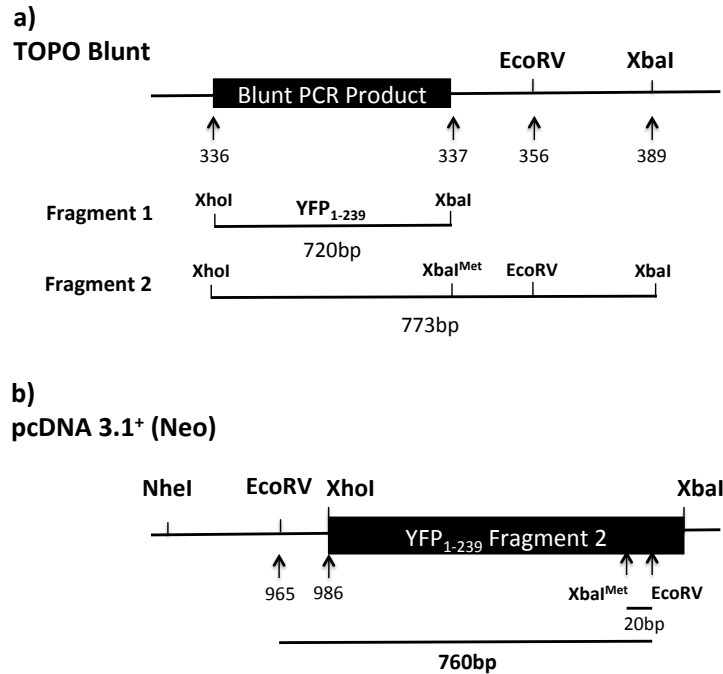 a)
TOPO Blunt
EcoRV XbaI
Blunt PCR Product
336 337 356 389
XhoI YFP1-239 XbaI
Fragment 1
720bp
XhoI XbaIMet EcoRV XbaI
Fragment 2
773bp
b)
pcDNA 3.1+ (Neo)
NheI EcoRV XhoI XbaI
YFP1-239 Fragment 2
965 986 XbaIMet EcoRV
20bp
760bp